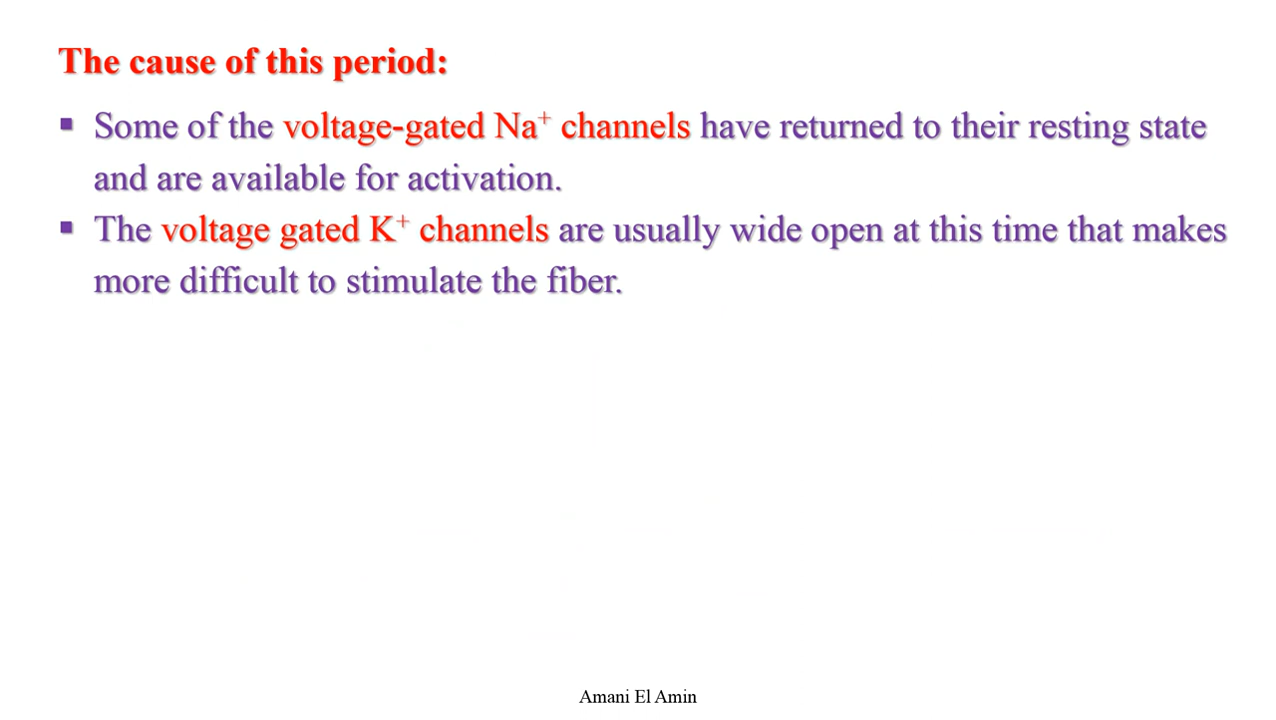 The cause of this period:
▪ Some of the voltage-gated Na⁺ channels have returned to their resting state
and are available for activation.
▪ The voltage gated K⁺ channels are usually wide open at this time that makes
more difficult to stimulate the fiber.
Amani El Amin